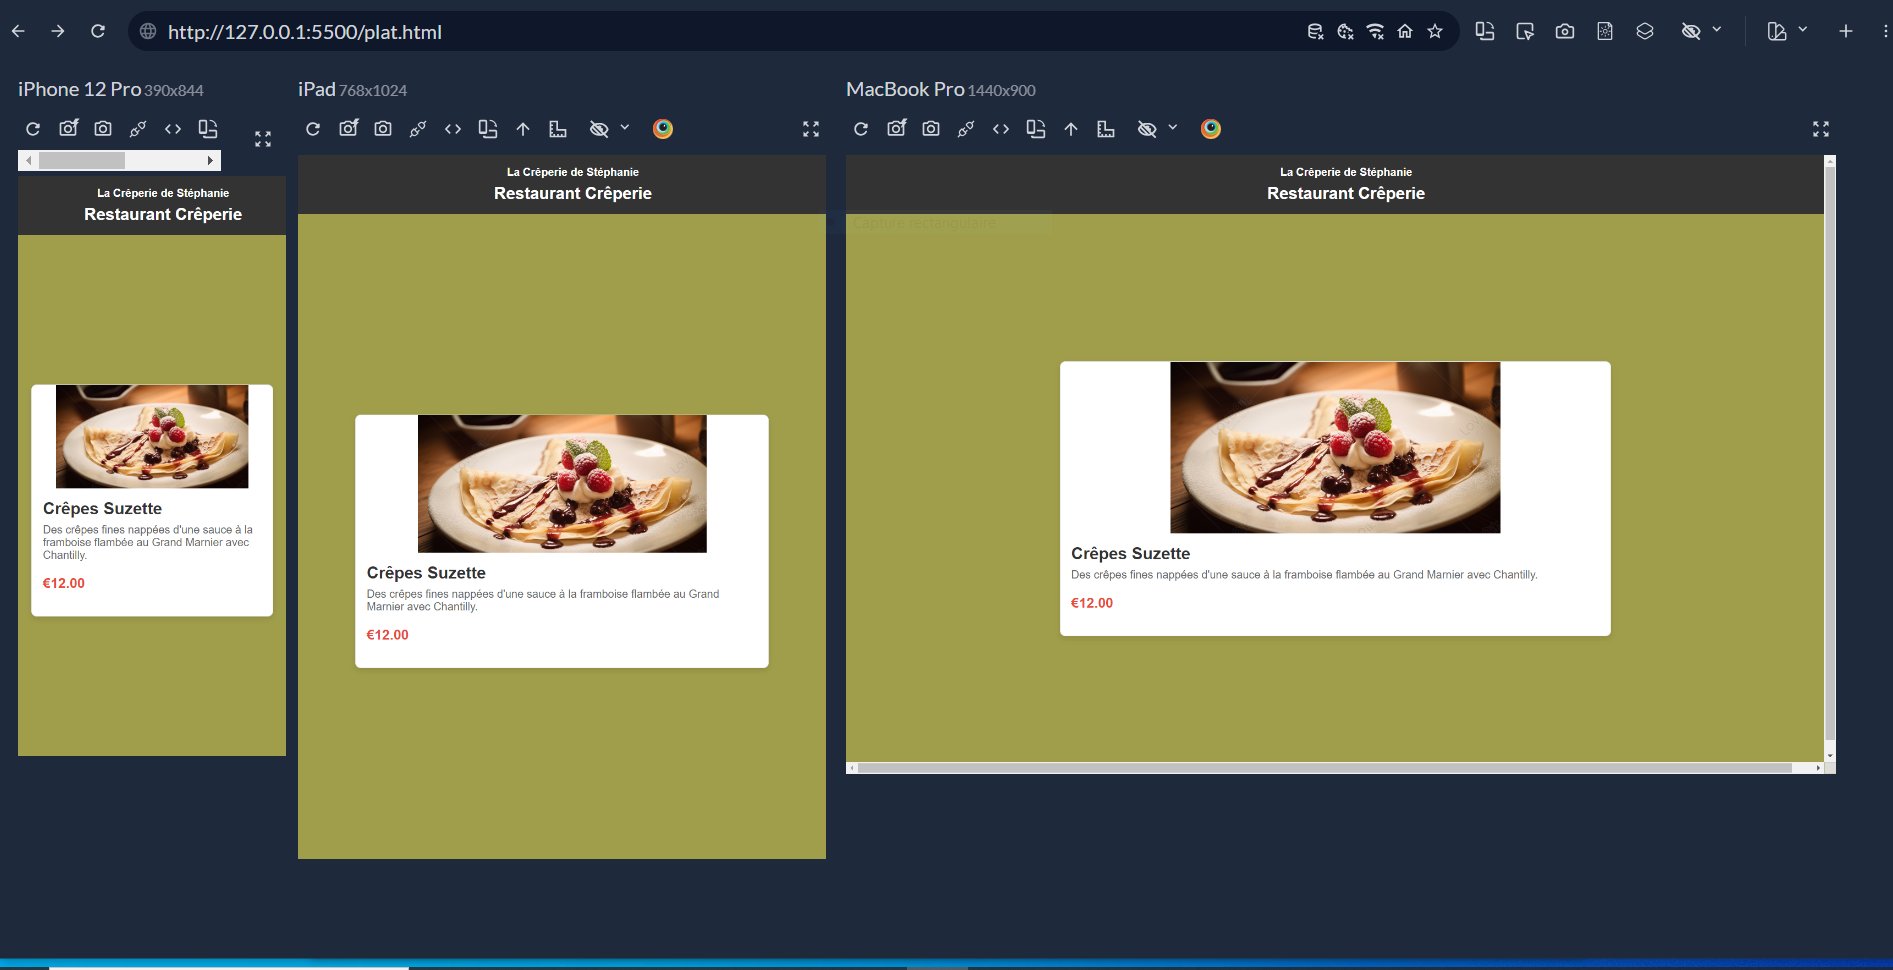 http://127.0.0.1:5500/plat.html
iPhone 12 Pro 390x844
La Crêperie de Stéphanie
Restaurant Crêperie
Crêpes Suzette
Des crêpes fines nappées d'une sauce à la
framboise flambée au Grand Marnier avec
Chantilly.
€12.00
iPad 768x1024
La Crêperie de Stéphanie
Restaurant Crêperie
Crêpes Suzette
Des crêpes fines nappées d'une sauce à la framboise flambée au Grand
Marnier avec Chantilly.
€12.00
MacBook Pro 1440x900
La Crêperie de Stéphanie
Restaurant Crêperie
Capture rectangulaire
Crêpes Suzette
Des crêpes fines nappées d'une sauce à la framboise flambée au Grand Marnier avec Chantilly.
€12.00